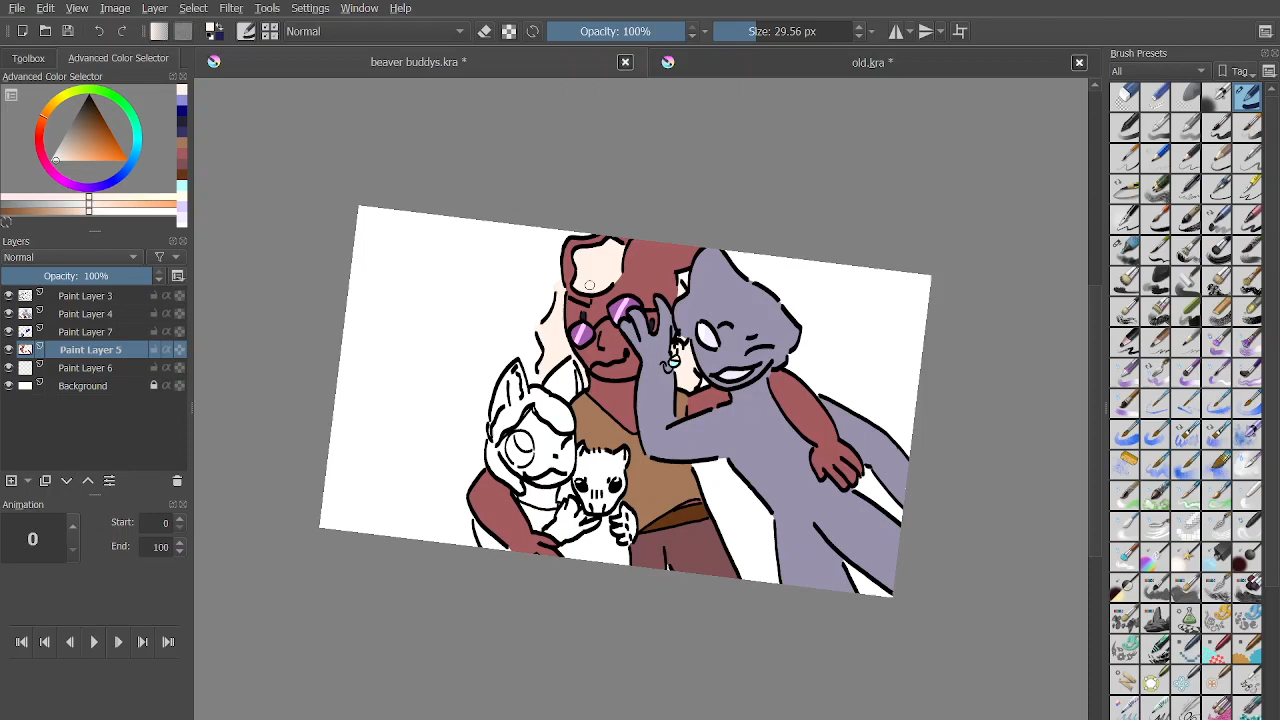 File Edit View Image Layer Select Filter Tools Settings Window Help
Normal Opacity: 100% Size: 29.56 px
Toolbox Advanced Color Selector beaver buddys.kra * old.kra * Brush Presets
Advanced Color Selector All Tag
Layers
Normal
Opacity: 100%
Paint Layer 3
Paint Layer 4
Paint Layer 7
Paint Layer 5
Paint Layer 6
Background
Animation
0 Start: 0
End: 100